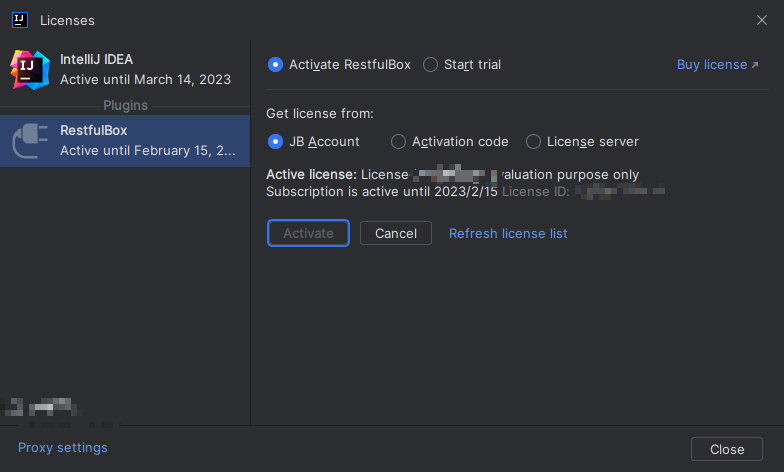 Licenses
IJ
IntelliJ IDEA
Active until March 14, 2023
Plugins
RestfulBox
Active until February 15, 2...
Activate RestfulBox Start trial Buy license ↗
Get license from:
JB Account Activation code License server
Active license: License valuation purpose only
Subscription is active until 2023/2/15 License ID:
Activate Cancel Refresh license list
Proxy settings
Close